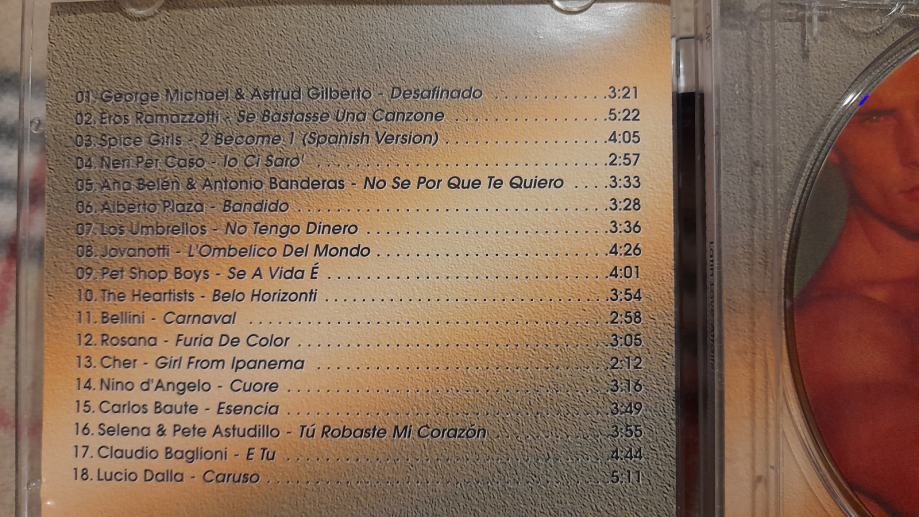 01. George Michael & Astrud Gilberto - Desafinado ............3:21
02. Eros Ramazzotti - Se Bastasse Una Canzone ............5:22
03. Spice Girls - 2 Become 1 (Spanish Version) ............4:05
04. Neri Per Caso - Io Ci Saro' ............2:57
05. Ana Belén & Antonio Banderas - No Se Por Que Te Quiero ....3:33
06. Alberto Plaza - Bandido ............3:28
07. Los Umbrellos - No Tengo Dinero ............3:36
08. Jovanotti - L'Ombelico Del Mondo ............4:26
09. Pet Shop Boys - Se A Vida É ............4:01
10. The Heartists - Belo Horizonti ............3:54
11. Bellini - Carnaval ............2:58
12. Rosana - Furia De Color ............3:05
13. Cher - Girl From Ipanema ............2:12
14. Nino d'Angelo - Cuore ............3:16
15. Carlos Baute - Esencia ............3:49
16. Selena & Pete Astudillo - Tú Robaste Mi Corazón ............3:55
17. Claudio Baglioni - E Tu ............4:44
18. Lucio Dalla - Caruso ............5:11